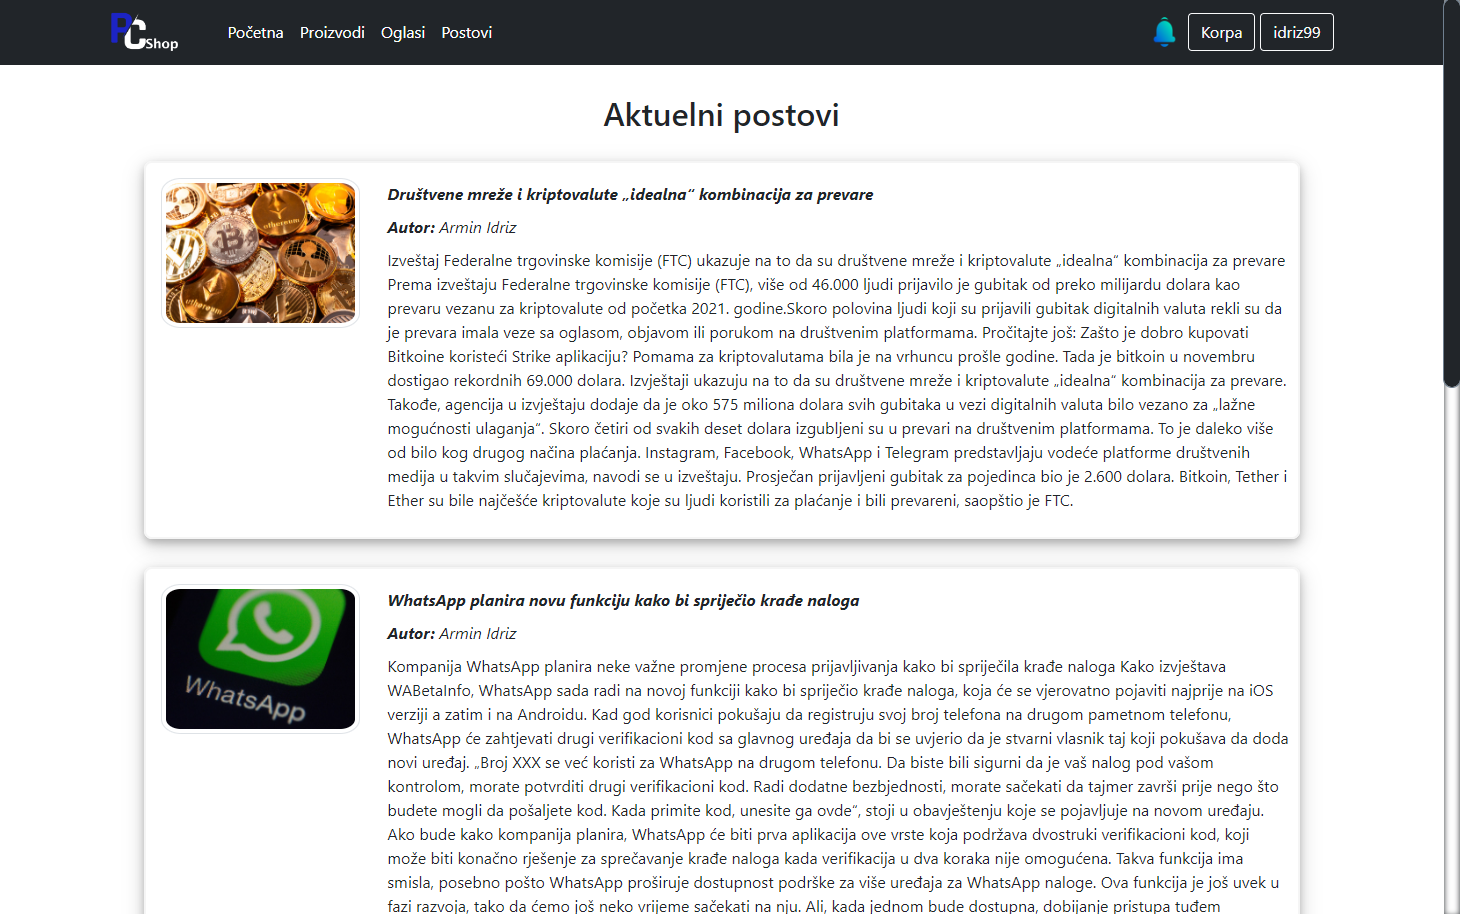 PC Shop
Početna Proizvodi Oglasi Postovi
Korpa idriz99
Aktuelni postovi
Društvene mreže i kriptovalute „idealna“ kombinacija za prevare
Autor: Armin Idriz
Izveštaj Federalne trgovinske komisije (FTC) ukazuje na to da su društvene mreže i kriptovalute „idealna“ kombinacija za prevare
Prema izveštaju Federalne trgovinske komisije (FTC), više od 46.000 ljudi prijavilo je gubitak od preko milijardu dolara kao
prevaru vezanu za kriptovalute od početka 2021. godine.Skoro polovina ljudi koji su prijavili gubitak digitalnih valuta rekli su da
je prevara imala veze sa oglasom, objavom ili porukom na društvenim platformama. Pročitajte još: Zašto je dobro kupovati
Bitkoine koristeći Strike aplikaciju? Pomama za kriptovalutama bila je na vrhuncu prošle godine. Tada je bitkoin u novembru
dostigao rekordnih 69.000 dolara. Izvještaji ukazuju na to da su društvene mreže i kriptovalute „idealna“ kombinacija za prevare.
Takođe, agencija u izvještaju dodaje da je oko 575 miliona dolara svih gubitaka u vezi digitalnih valuta bilo vezano za „lažne
mogućnosti ulaganja“. Skoro četiri od svakih deset dolara izgubljeni su u prevari na društvenim platformama. To je daleko više
od bilo kog drugog načina plaćanja. Instagram, Facebook, WhatsApp i Telegram predstavljaju vodeće platforme društvenih
medija u takvim slučajevima, navodi se u izveštaju. Prosječan prijavljeni gubitak za pojedinca bio je 2.600 dolara. Bitkoin, Tether i
Ether su bile najčešće kriptovalute koje su ljudi koristili za plaćanje i bili prevareni, saopštio je FTC.
WhatsApp
WhatsApp planira novu funkciju kako bi spriječio krađe naloga
Autor: Armin Idriz
Kompanija WhatsApp planira neke važne promjene procesa prijavljivanja kako bi spriječila krađe naloga Kako izvještava
WABetaInfo, WhatsApp sada radi na novoj funkciji kako bi spriječio krađe naloga, koja će se vjerovatno pojaviti najprije na iOS
verziji a zatim i na Androidu. Kad god korisnici pokušaju da registruju svoj broj telefona na drugom pametnom telefonu,
WhatsApp će zahtjevati drugi verifikacioni kod sa glavnog uređaja da bi se uvjerio da je stvarni vlasnik taj koji pokušava da doda
novi uređaj. „Broj XXX se već koristi za WhatsApp na drugom telefonu. Da biste bili sigurni da je vaš nalog pod vašom
kontrolom, morate potvrditi drugi verifikacioni kod. Radi dodatne bezbjednosti, morate sačekati da tajmer završi prije nego što
budete mogli da pošaljete kod. Kada primite kod, unesite ga ovde“, stoji u obavještenju koje se pojavljuje na novom uređaju.
Ako bude kako kompanija planira, WhatsApp će biti prva aplikacija ove vrste koja podržava dvostruki verifikacioni kod, koji
može biti konačno rješenje za sprečavanje krađe naloga kada verifikacija u dva koraka nije omogućena. Takva funkcija ima
smisla, posebno pošto WhatsApp proširuje dostupnost podrške za više uređaja za WhatsApp naloge. Ova funkcija je još uvek u
fazi razvoja, tako da ćemo još neko vrijeme sačekati na nju. Ali, kada jednom bude dostupna, dobijanje pristupa tuđem